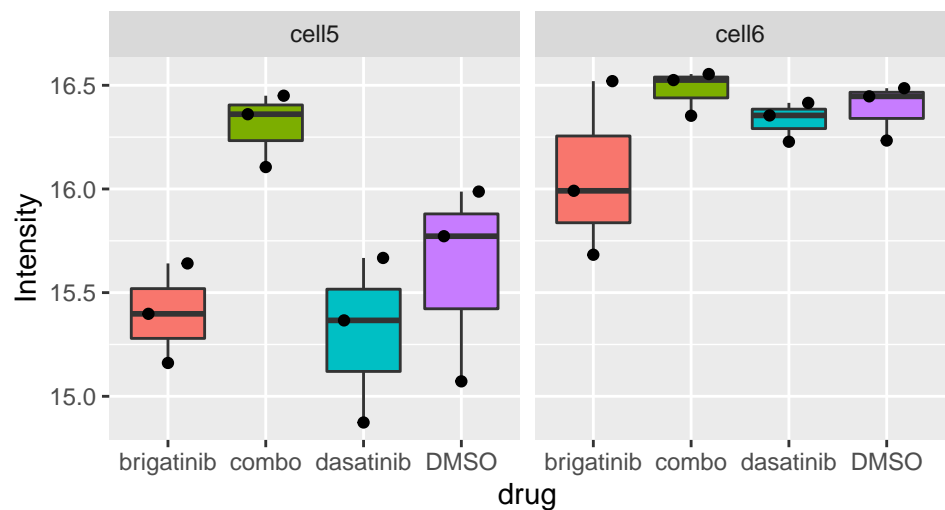 cell5 cell6
16.5
16.0
15.5
15.0
Intensity
brigatinib combo dasatinib DMSO brigatinib combo dasatinib DMSO
drug